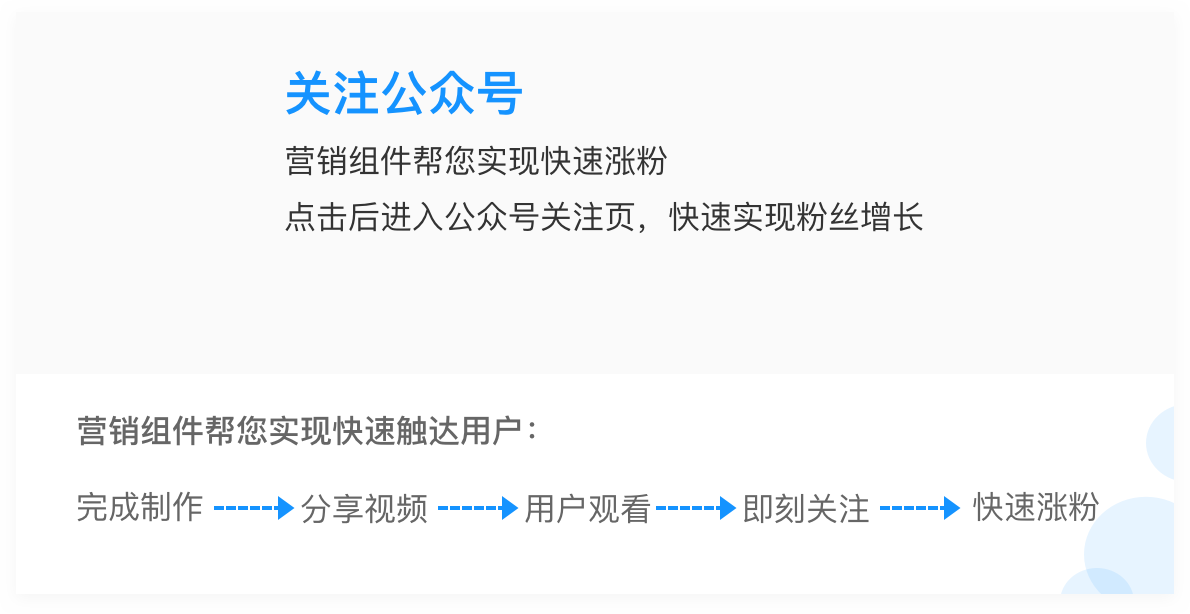 关注公众号
营销组件帮您实现快速涨粉
点击后进入公众号关注页，快速实现粉丝增长
营销组件帮您实现快速触达用户：
完成制作 分享视频 用户观看 即刻关注 快速涨粉